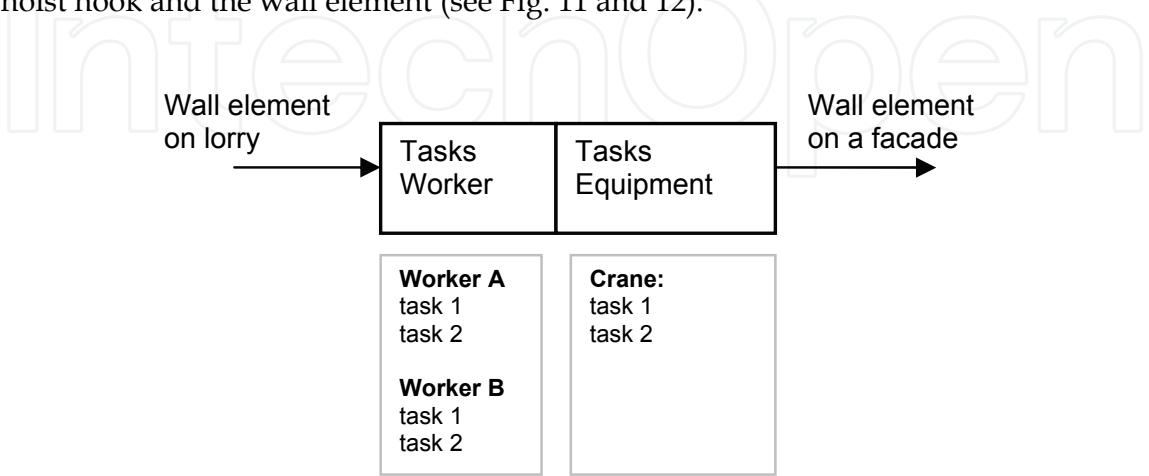 hoist hook and the wall element (see Fig. 11 and 12).
IntechOpen
Wall element
on lorry
Wall element
on a facade
Tasks
Worker
Tasks
Equipment
Worker A
task 1
task 2
Worker B
task 1
task 2
Crane:
task 1
task 2